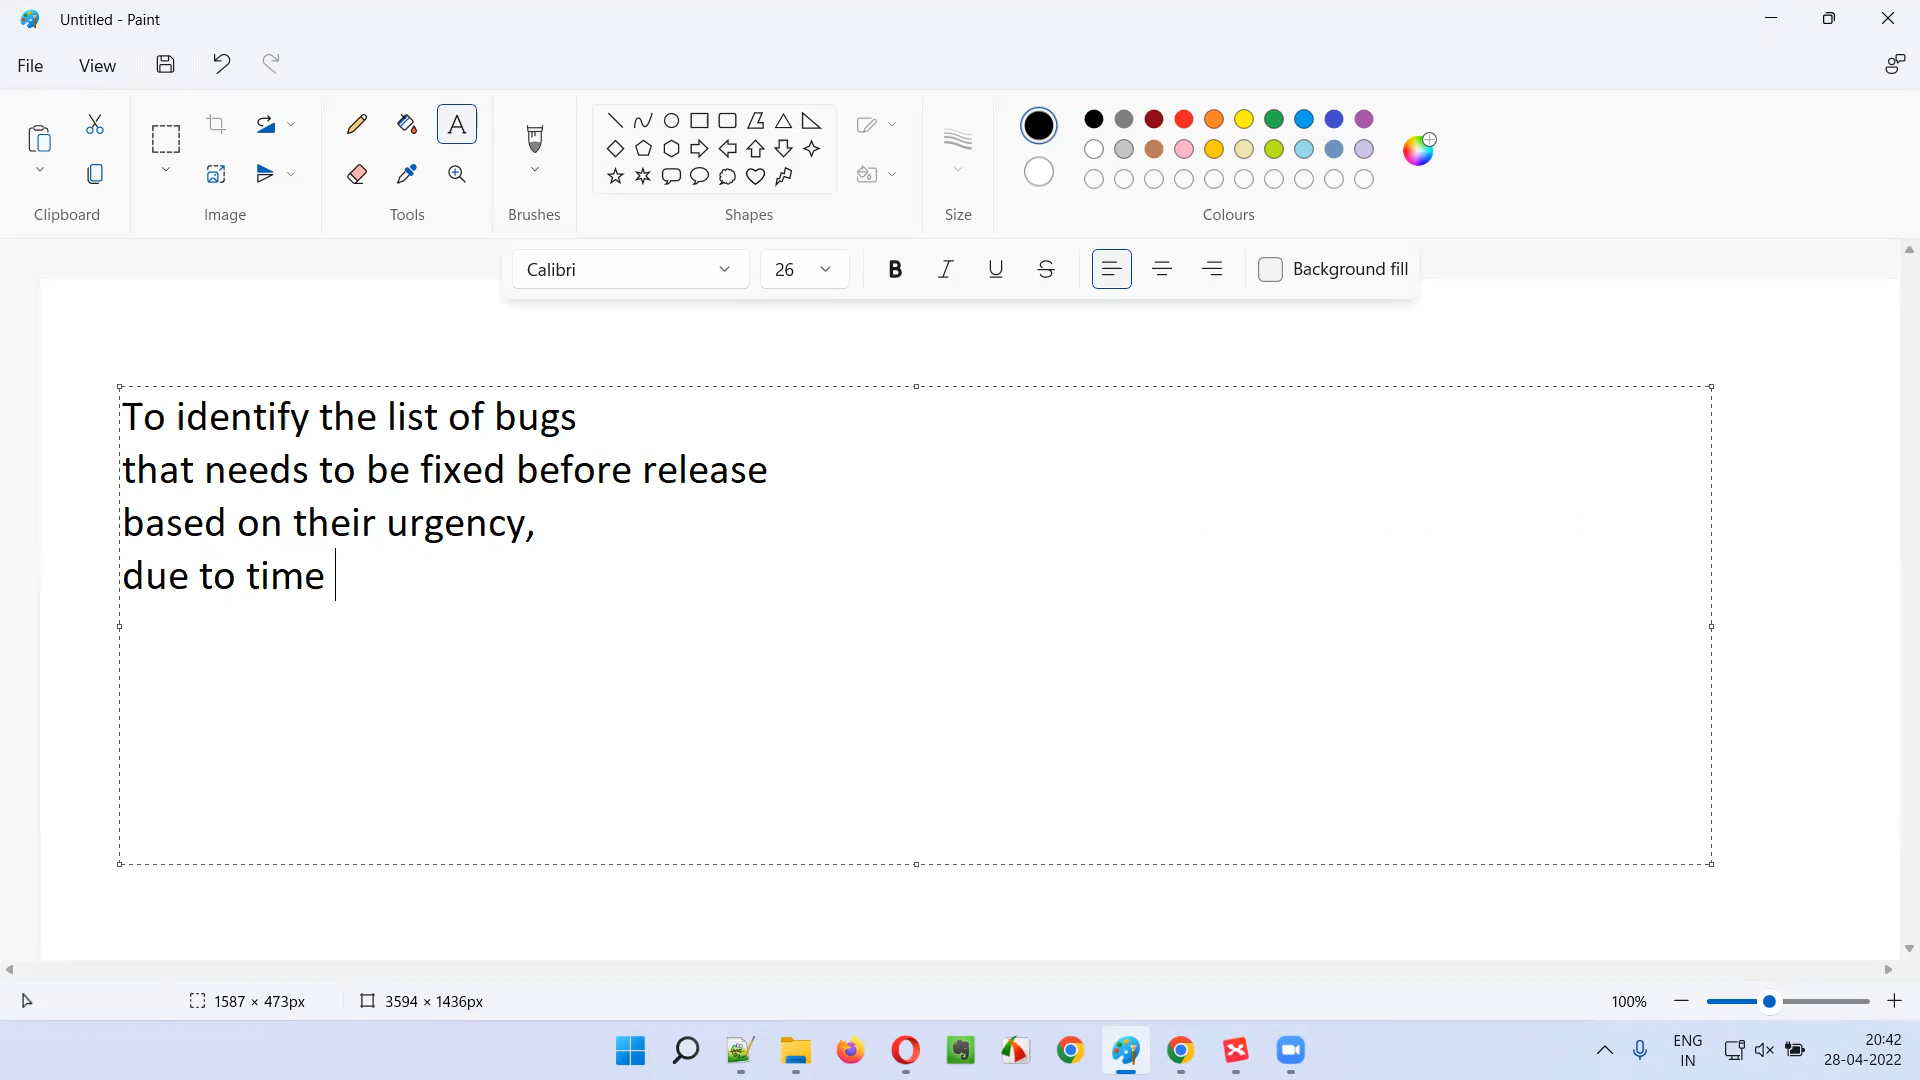 Untitled - Paint
File View
Clipboard
Image
Tools
Brushes
Shapes
Size
Colours
Calibri 26 B I U S Background fill
To identify the list of bugs
that needs to be fixed before release
based on their urgency,
due to time
1587 × 473px 3594 × 1436px 100%
ENG
IN
20:42
28-04-2022